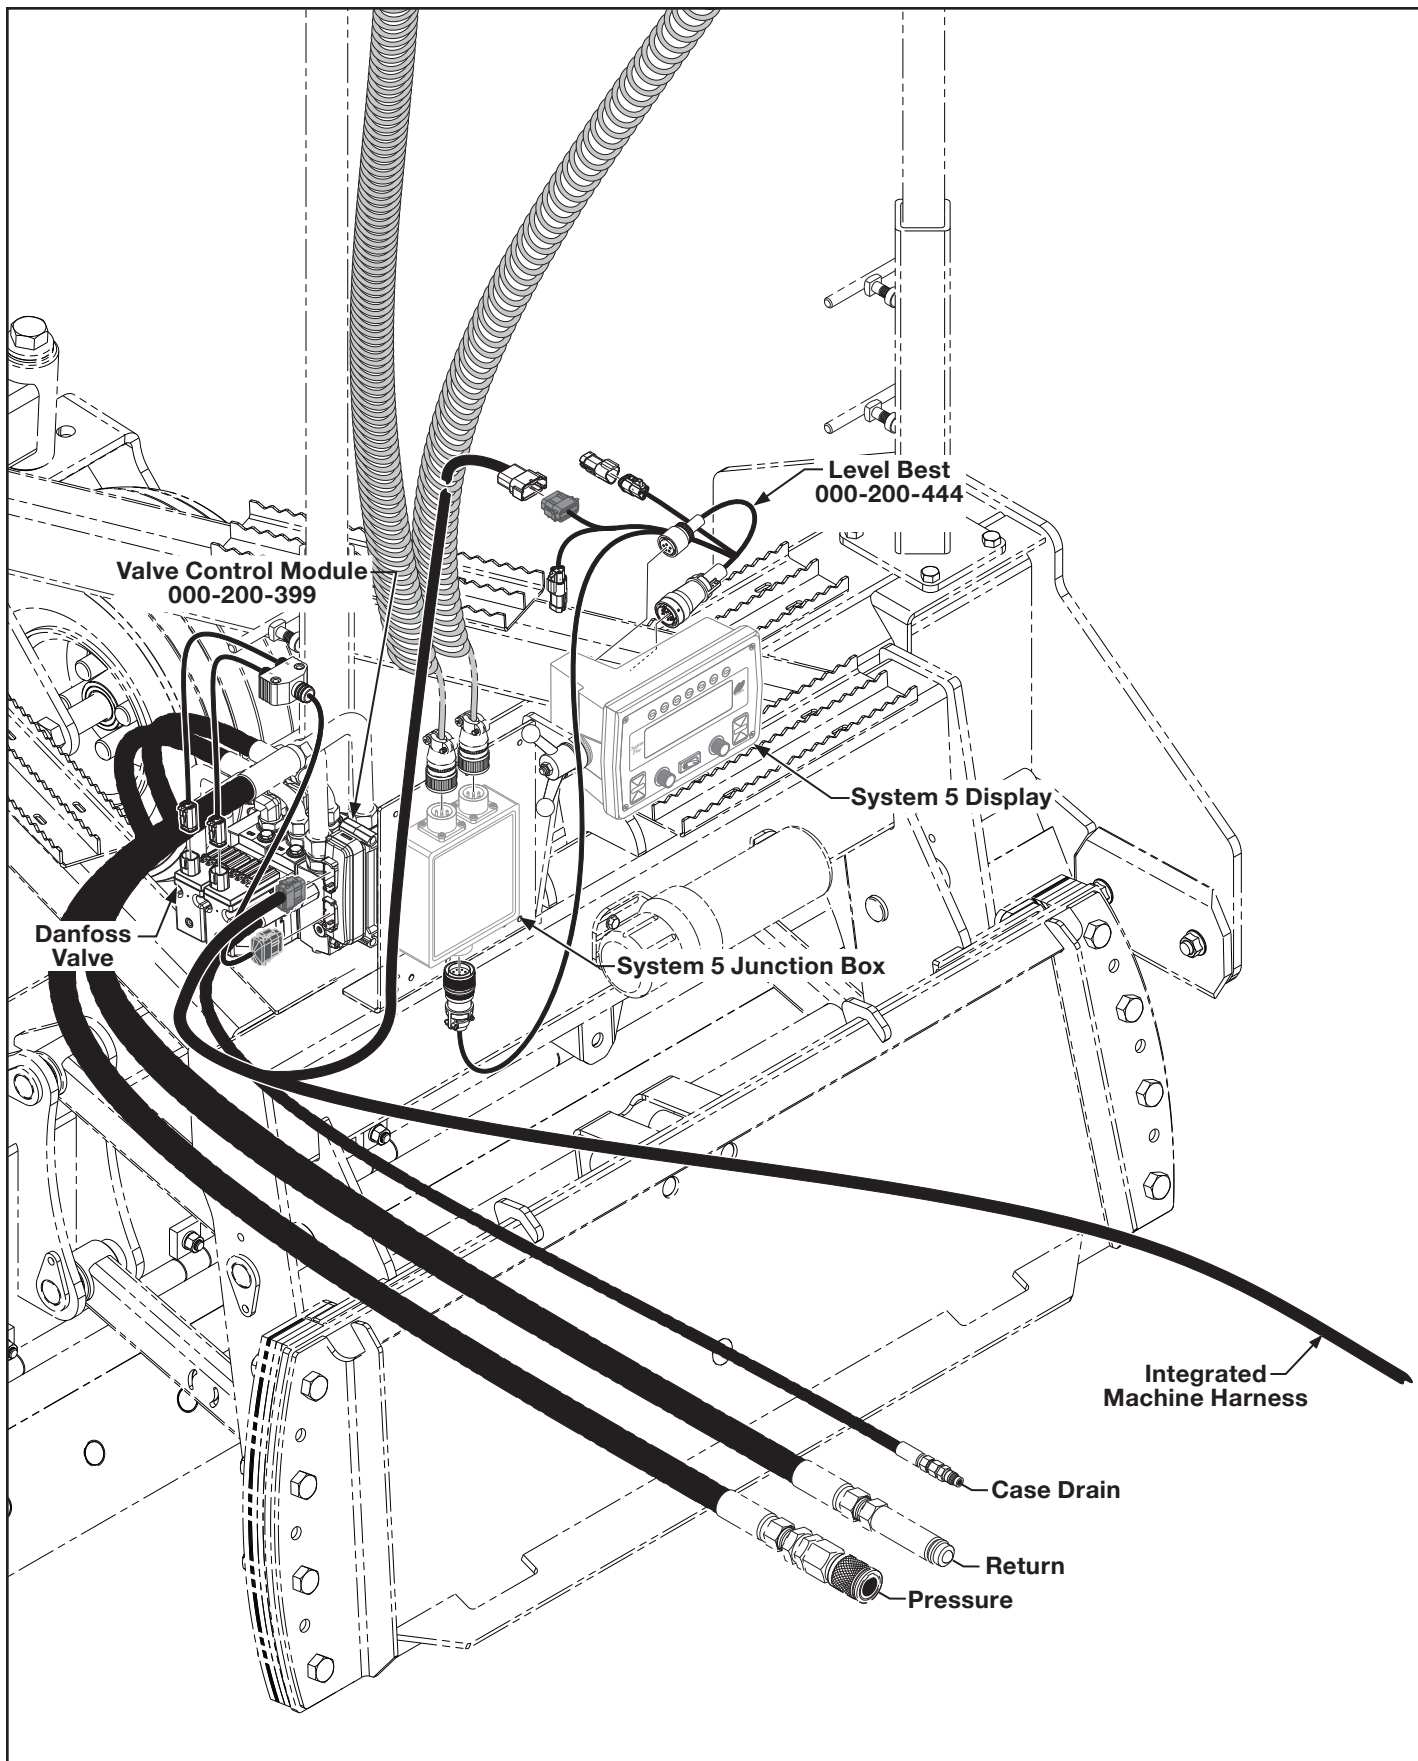 Level Best
000-200-444
Valve Control Module
000-200-399
System 5 Display
Danfoss
Valve
System 5 Junction Box
Integrated
Machine Harness
Case Drain
Return
Pressure